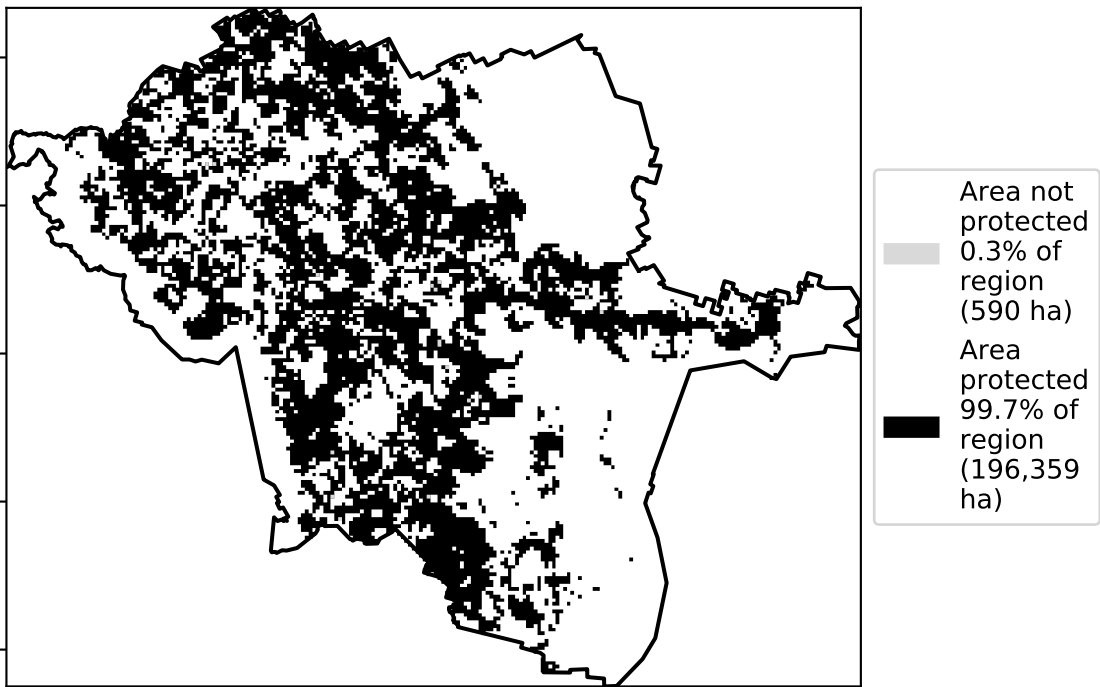 Area not
protected
0.3% of
region
(590 ha)
Area
protected
99.7% of
region
(196,359
ha)